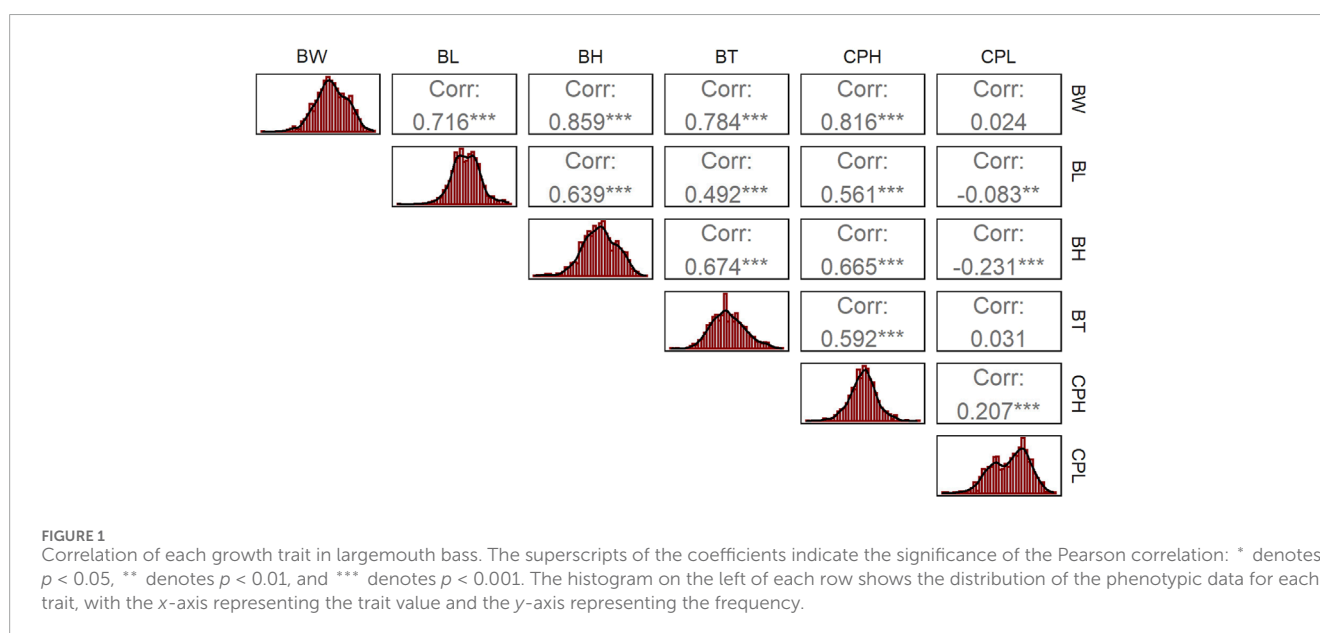 BW BL BH BT CPH CPL
Corr: Corr: Corr: Corr: Corr: BW
0.716*** 0.859*** 0.784*** 0.816*** 0.024
Corr: Corr: Corr: Corr: BL
0.639*** 0.492*** 0.561*** -0.083**
Corr: Corr: Corr: BH
0.674*** 0.665*** -0.231***
Corr: Corr: BT
0.592*** 0.031
Corr: CPH
0.207***
CPL
FIGURE 1
Correlation of each growth trait in largemouth bass. The superscripts of the coefficients indicate the significance of the Pearson correlation: * denotes
p < 0.05, ** denotes p < 0.01, and *** denotes p < 0.001. The histogram on the left of each row shows the distribution of the phenotypic data for each
trait, with the x-axis representing the trait value and the y-axis representing the frequency.